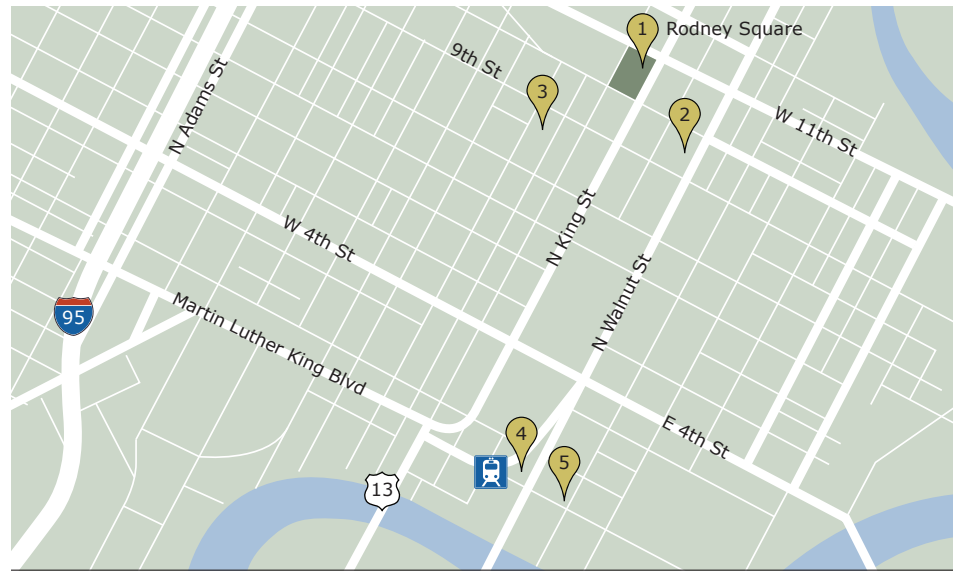 1
Rodney Square
9th St
3
2
N Adams St
W 11th St
W 4th St
N King St
N Walnut St
95
Martin Luther King Blvd
E 4th St
4
5
13